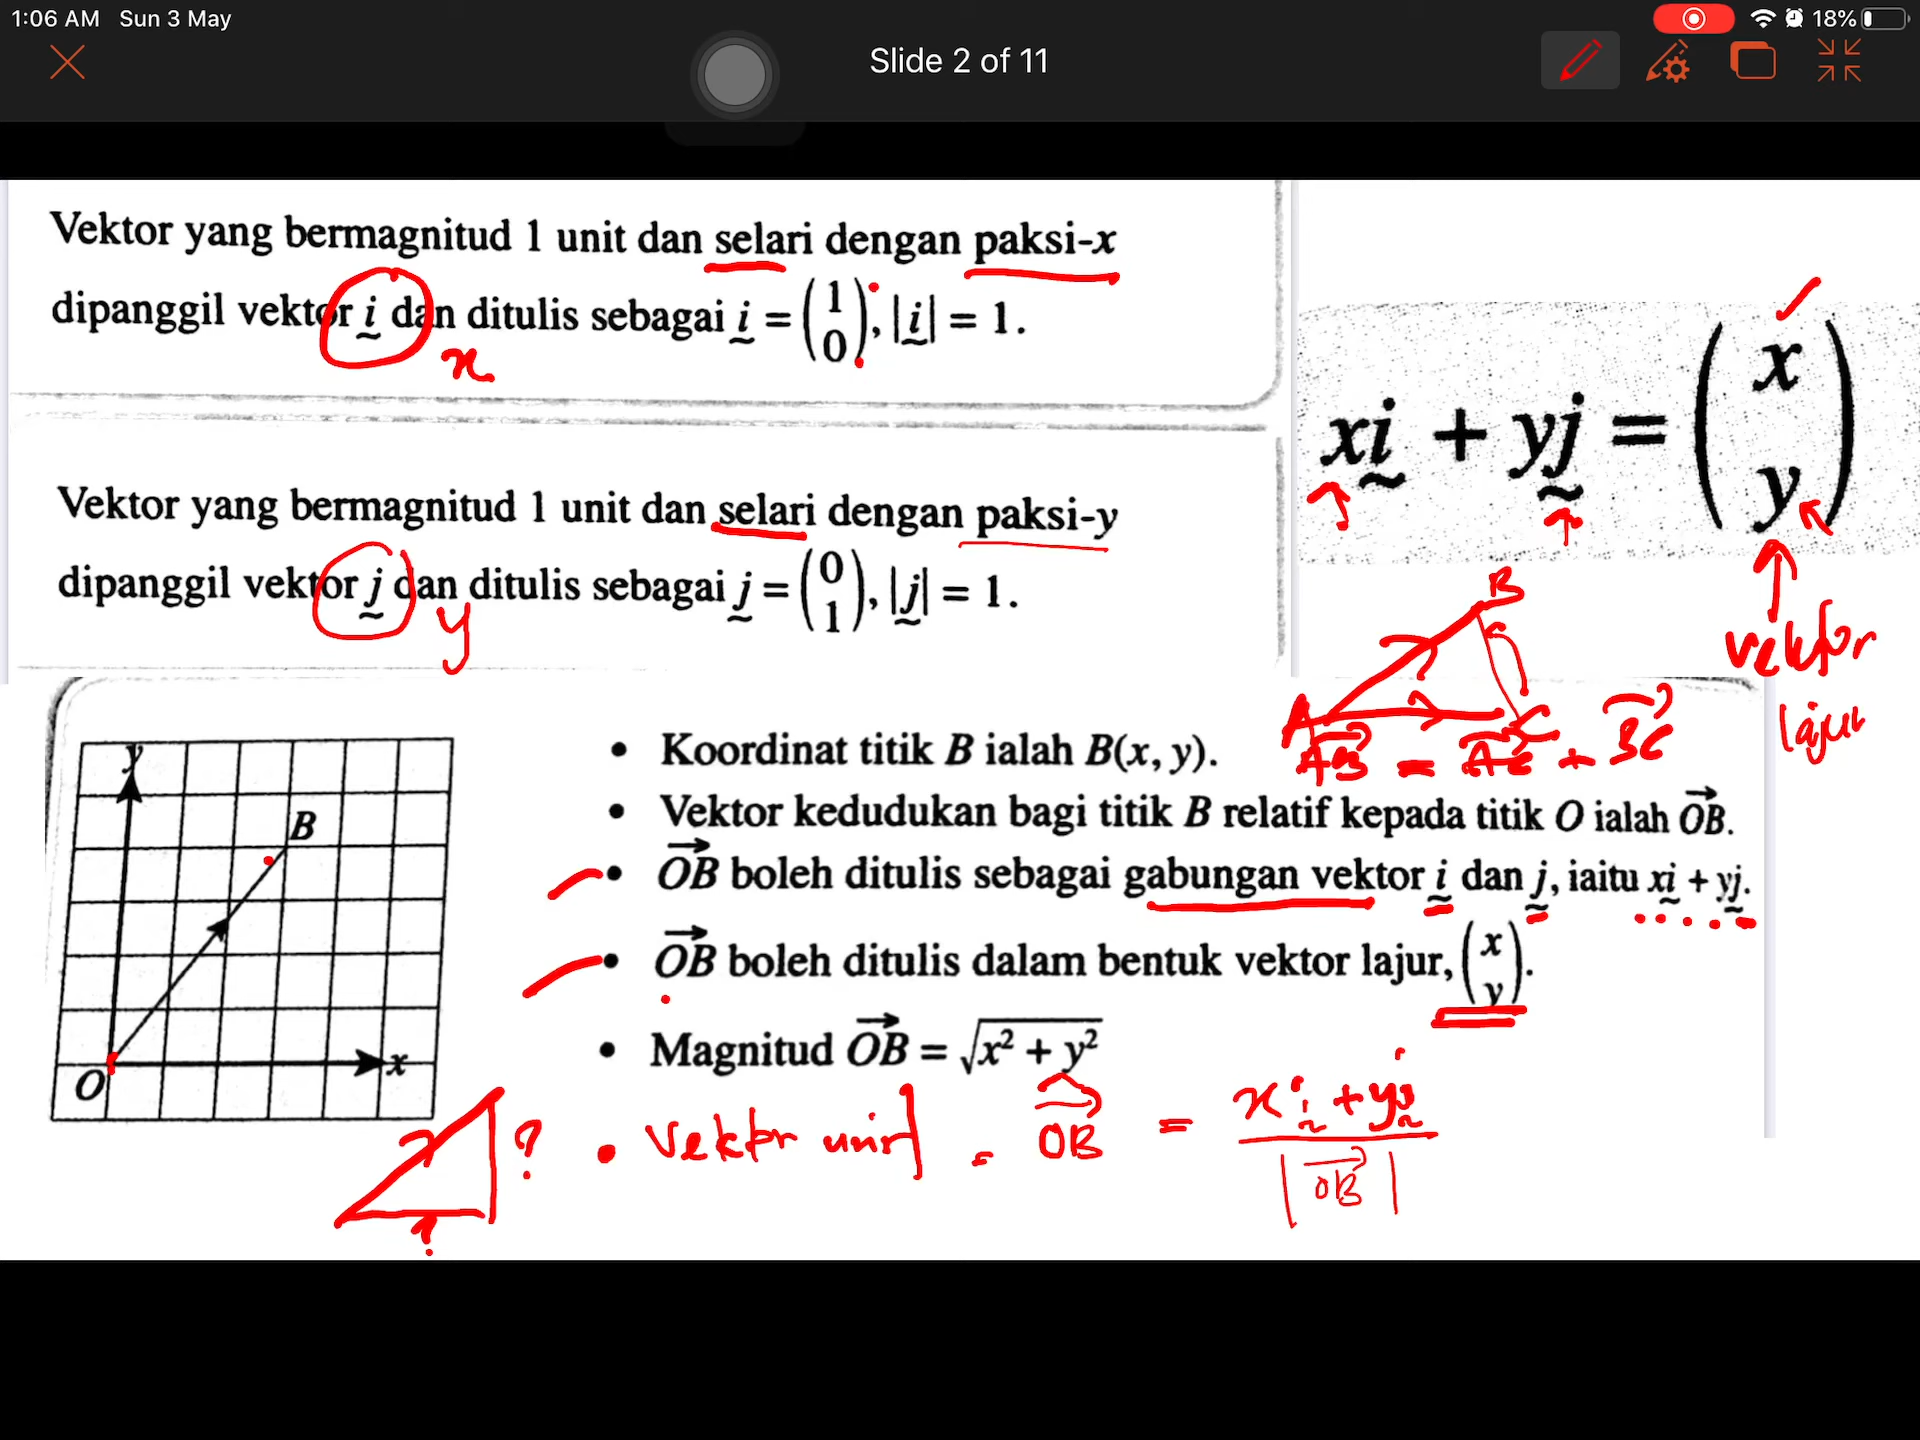 1:06 AM Sun 3 May
18%
Slide 2 of 11
Vektor yang bermagnitud 1 unit dan selari dengan paksi-x
dipanggil vektor i dan ditulis sebagai i = (1 0), |i| = 1.
x
Vektor yang bermagnitud 1 unit dan selari dengan paksi-y
dipanggil vektor j dan ditulis sebagai j = (0 1), |j| = 1.
y
xi + yj = (x y)
vektor
lajur
B
A C
AB = AC + BC
y
B
O
x
• Koordinat titik B ialah B(x, y).
• Vektor kedudukan bagi titik B relatif kepada titik O ialah OB.
• OB boleh ditulis sebagai gabungan vektor i dan j, iaitu xi + yj.
• OB boleh ditulis dalam bentuk vektor lajur, (x y).
• Magnitud OB = √x² + y²
?
?
• Vektor unit = OB = xi + yj / |OB|